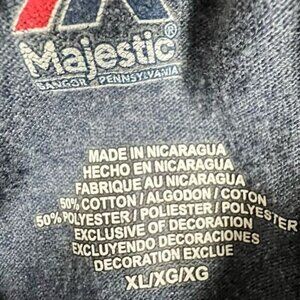 Majestic®
BANGOR, PENNSYLVANIA
MADE IN NICARAGUA
HECHO EN NICARAGUA
FABRIQUE AU NICARAGUA
50% COTTON / ALGODON / COTON
50% POLYESTER / POLIESTER / POLYESTER
EXCLUSIVE OF DECORATION
EXCLUYENDO DECORACIONES
DECORATION EXCLUE
XL/XG/XG